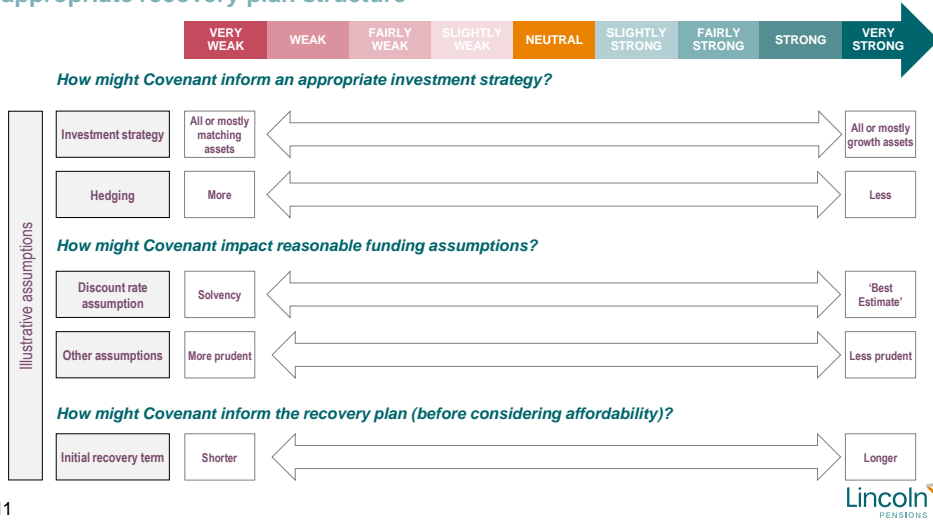 appropriate recovery plan structure
VERY WEAK
WEAK
FAIRLY WEAK
SLIGHTLY WEAK
NEUTRAL
SLIGHTLY STRONG
FAIRLY STRONG
STRONG
VERY STRONG
How might Covenant inform an appropriate investment strategy?
Illustrative assumptions
Investment strategy
All or mostly
matching
assets
All or mostly
growth assets
Hedging
More
Less
How might Covenant impact reasonable funding assumptions?
Discount rate
assumption
Solvency
‘Best
Estimate’
Other assumptions
More prudent
Less prudent
How might Covenant inform the recovery plan (before considering affordability)?
Initial recovery term
Shorter
Longer
Lincoln
PENSIONS